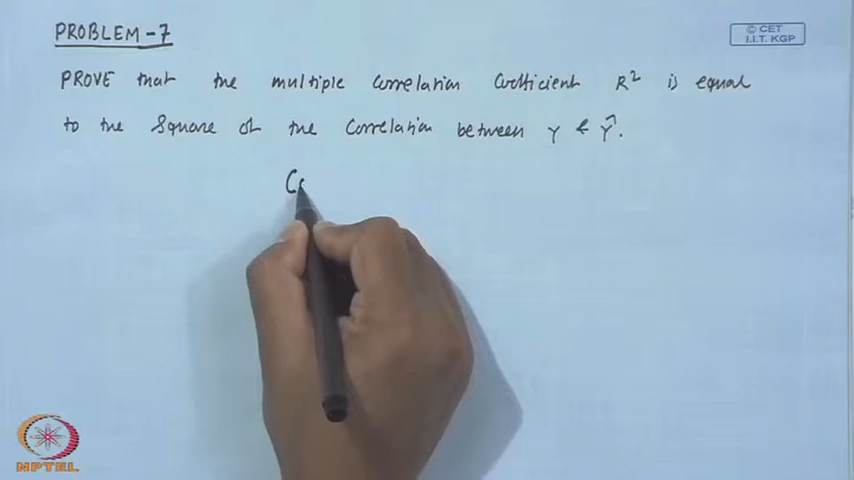 PROBLEM-7
© CET
I.I.T. KGP
PROVE that the multiple correlation coefficient R² is equal
to the square of the correlation between Y & Ŷ.
Co
NPTEL